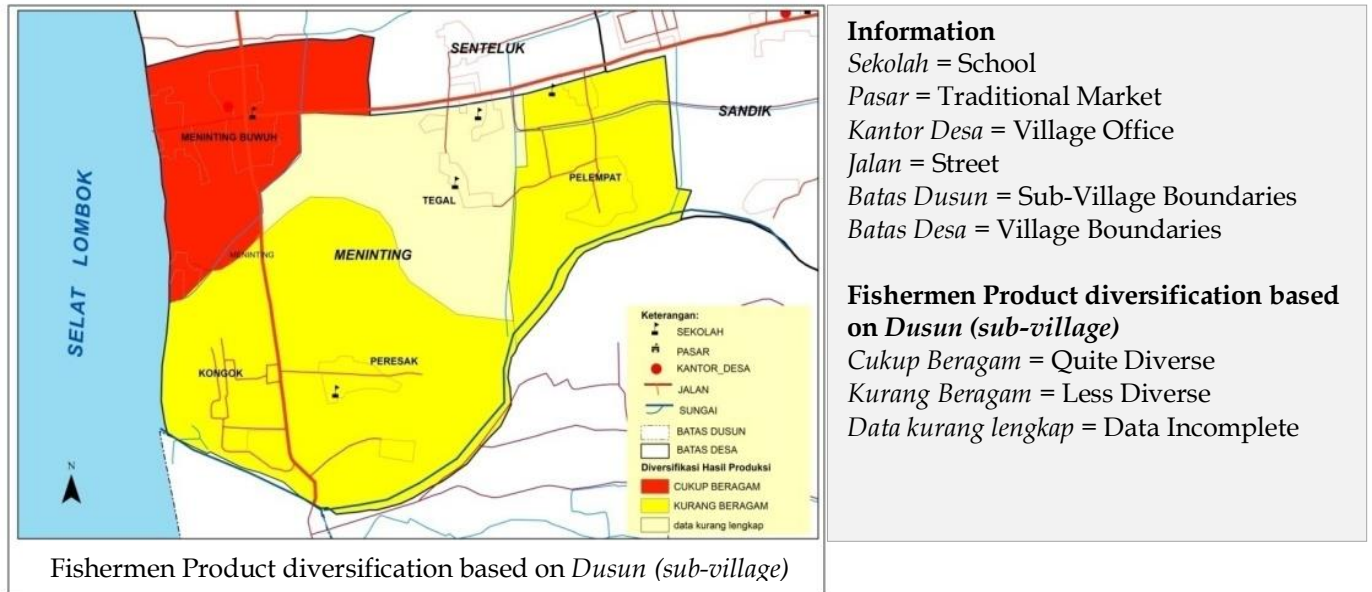 SENTELUK
SANDIK
MENINTING BUWUH
PELEMPAT
TEGAL
SELAT LOMBOK
MENINTING
MENINTING
PERESAK
KONGOK
N
Keterangan:
SEKOLAH
PASAR
KANTOR_DESA
JALAN
SUNGAI
BATAS DUSUN
BATAS DESA
Diversifikasi Hasil Produksi
CUKUP BERAGAM
KURANG BERAGAM
data kurang lengkap
Fishermen Product diversification based on Dusun (sub-village)
Information
Sekolah = School
Pasar = Traditional Market
Kantor Desa = Village Office
Jalan = Street
Batas Dusun = Sub-Village Boundaries
Batas Desa = Village Boundaries
Fishermen Product diversification based
on Dusun (sub-village)
Cukup Beragam = Quite Diverse
Kurang Beragam = Less Diverse
Data kurang lengkap = Data Incomplete